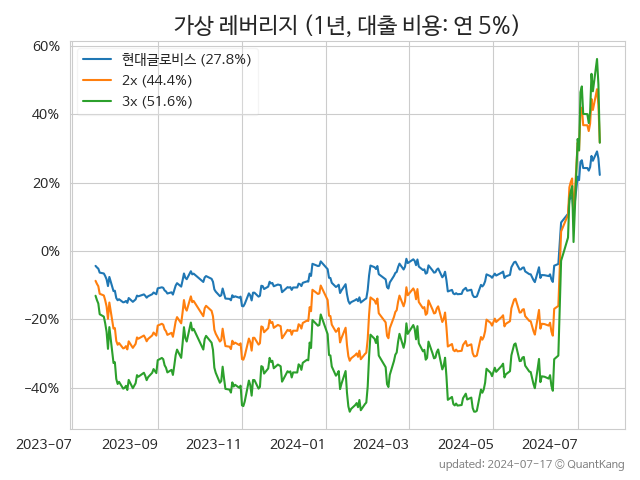 가상 레버리지 (1년, 대출 비용: 연 5%)
현대글로비스 (27.8%)
2x (44.4%)
3x (51.6%)
60%
40%
20%
0%
−20%
−40%
2023-07
2023-09
2023-11
2024-01
2024-03
2024-05
2024-07
updated: 2024-07-17 © QuantKang